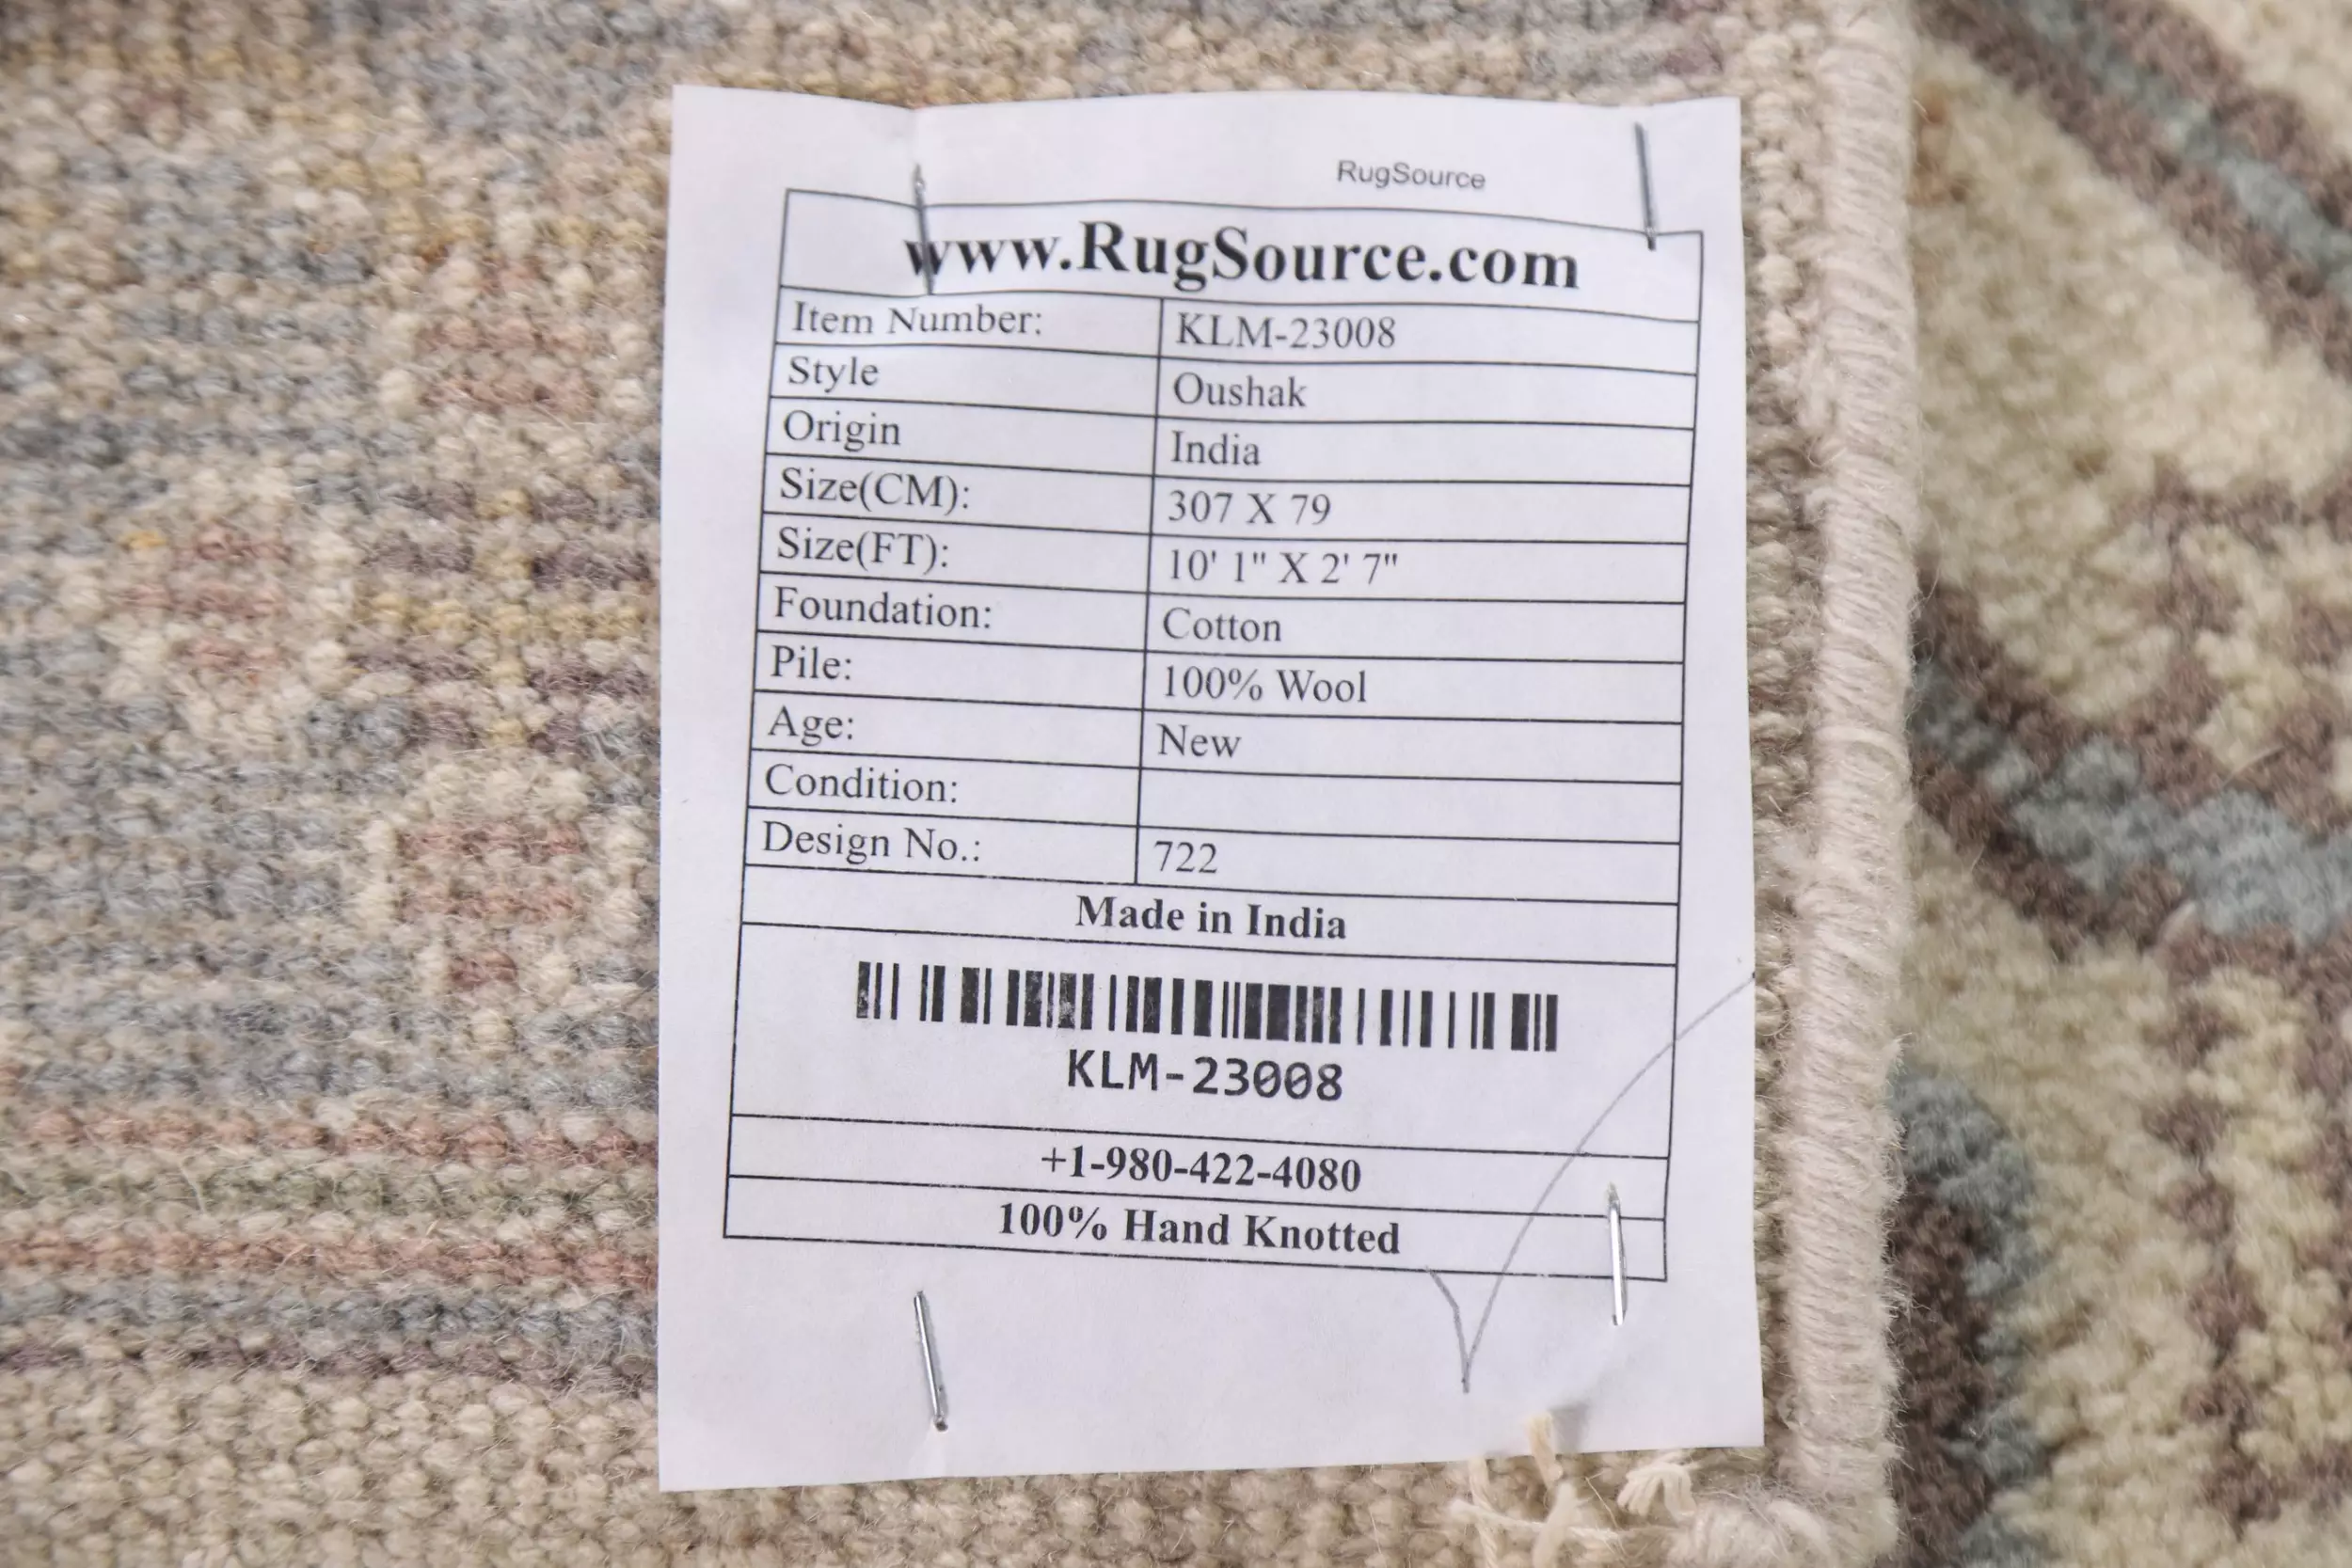 RugSource
www.RugSource.com
Item Number: KLM-23008
Style Oushak
Origin India
Size(CM): 307 X 79
Size(FT): 10' 1" X 2' 7"
Foundation: Cotton
Pile: 100% Wool
Age: New
Condition:
Design No.: 722
Made in India
KLM-23008
+1-980-422-4080
100% Hand Knotted